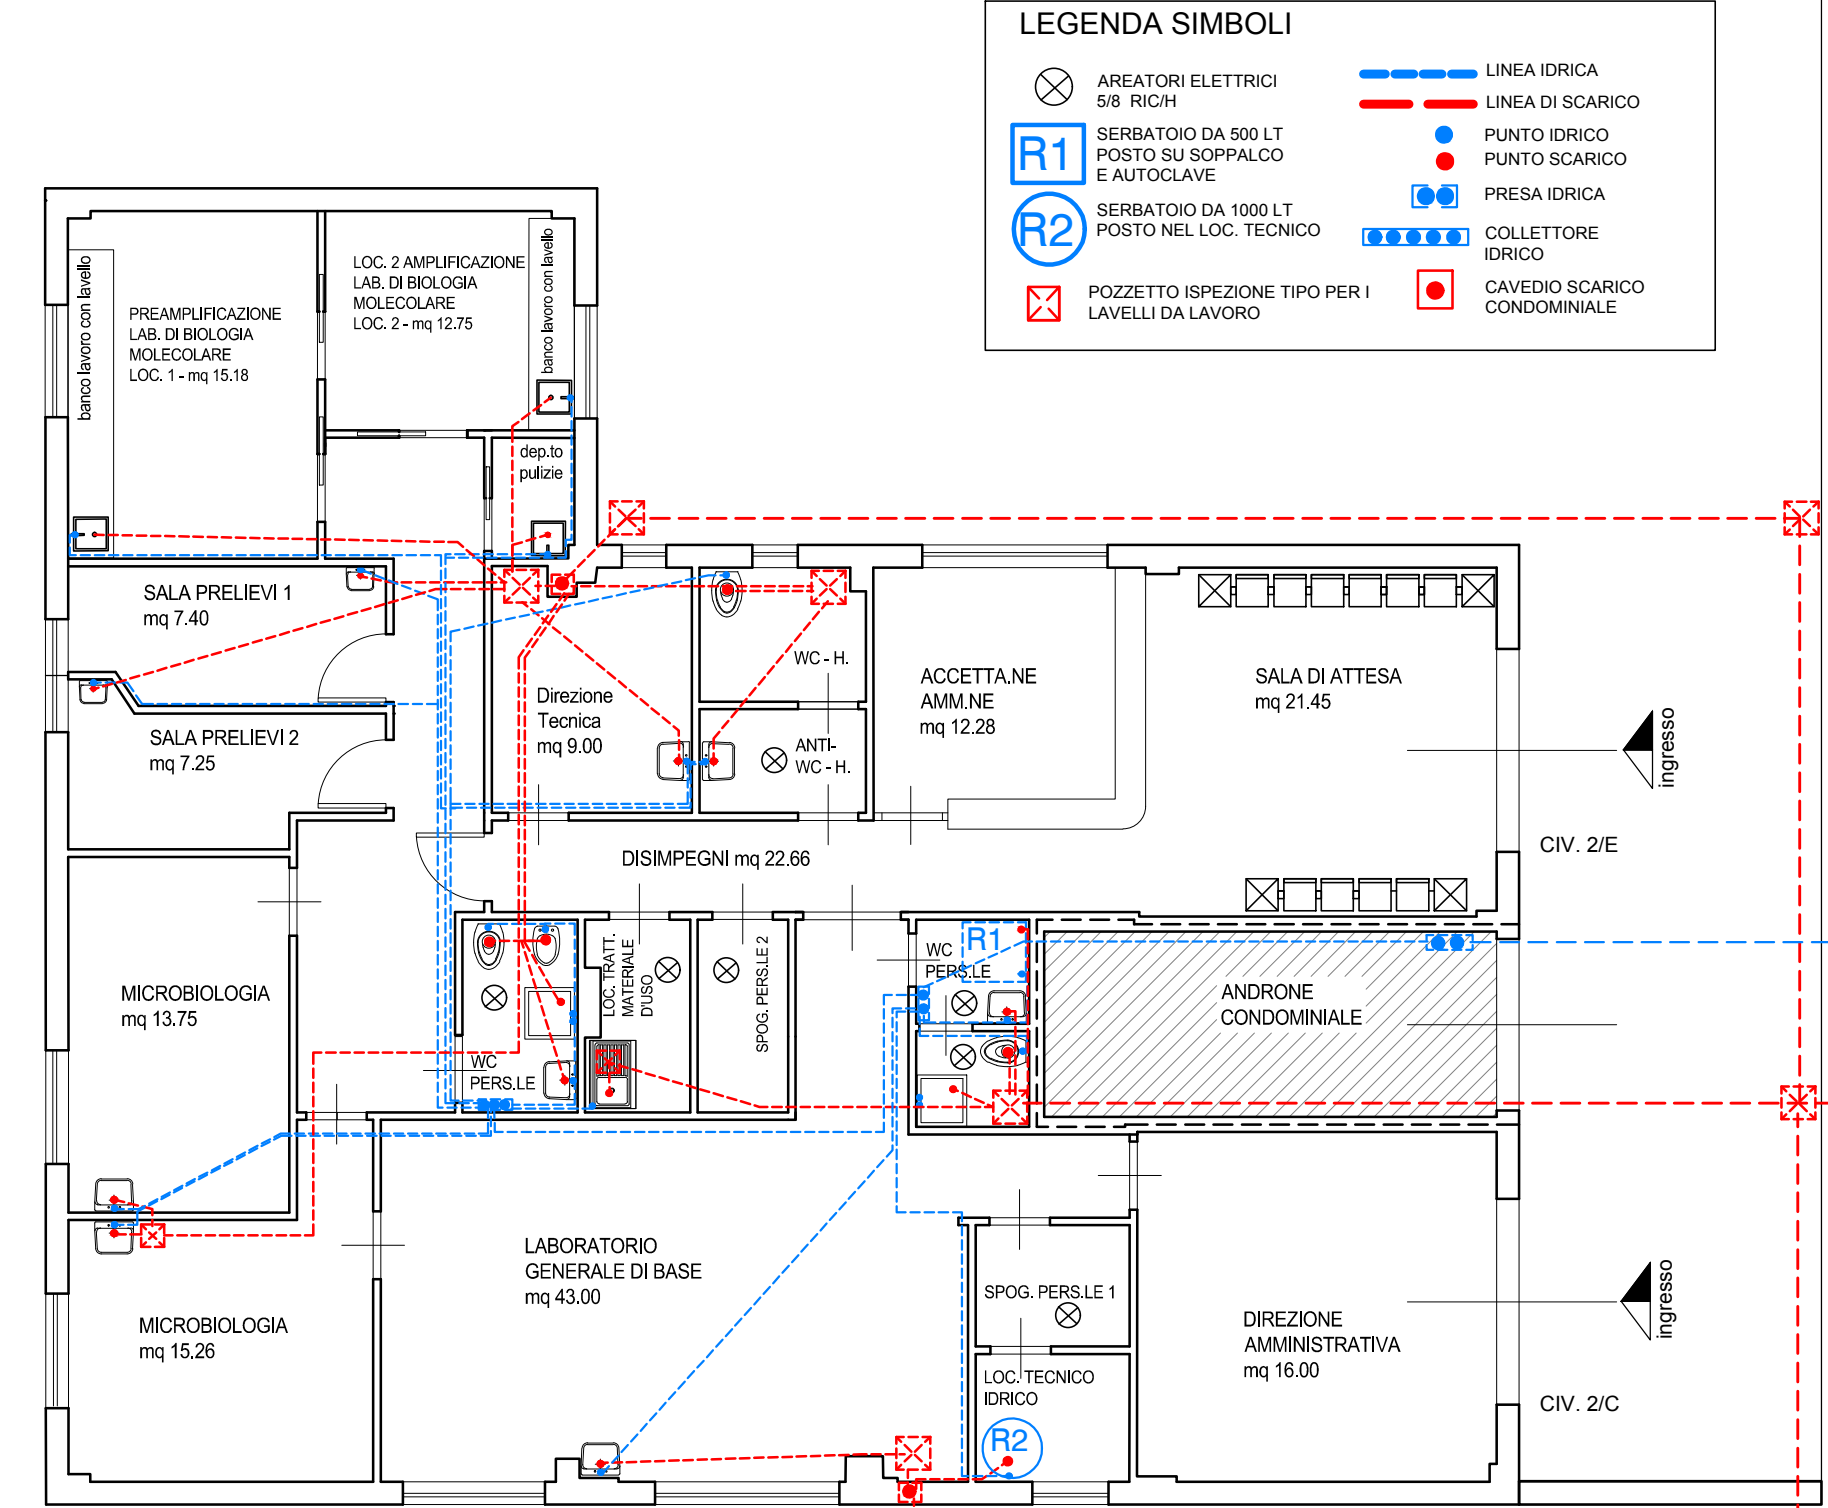 LEGENDA SIMBOLI
AREATORI ELETTRICI
5/8 RIC/H
R1
SERBATOIO DA 500 LT
POSTO SU SOPPALCO
E AUTOCLAVE
R2
SERBATOIO DA 1000 LT
POSTO NEL LOC. TECNICO
POZZETTO ISPEZIONE TIPO PER I
LAVELLI DA LAVORO
LINEA IDRICA
LINEA DI SCARICO
PUNTO IDRICO
PUNTO SCARICO
PRESA IDRICA
COLLETTORE
IDRICO
CAVEDIO SCARICO
CONDOMINIALE
banco lavoro con lavello
PREAMPLIFICAZIONE
LAB. DI BIOLOGIA
MOLECOLARE
LOC. 1 - mq 15.18
LOC. 2 AMPLIFICAZIONE
LAB. DI BIOLOGIA
MOLECOLARE
LOC. 2 - mq 12.75
banco lavoro con lavello
dep.to
pulizie
SALA PRELIEVI 1
mq 7.40
SALA PRELIEVI 2
mq 7.25
Direzione
Tecnica
mq 9.00
WC - H.
ANTI-
WC - H.
ACCETTA.NE
AMM.NE
mq 12.28
SALA DI ATTESA
mq 21.45
ingresso
CIV. 2/E
DISIMPEGNI mq 22.66
MICROBIOLOGIA
mq 13.75
WC
PERS.LE
LOC. TRATT.
MATERIALE
D'USO
SPOG. PERS.LE 2
WC
PERS.LE
R1
ANDRONE
CONDOMINIALE
LABORATORIO
GENERALE DI BASE
mq 43.00
MICROBIOLOGIA
mq 15.26
SPOG. PERS.LE 1
LOC. TECNICO
IDRICO
R2
DIREZIONE
AMMINISTRATIVA
mq 16.00
ingresso
CIV. 2/C